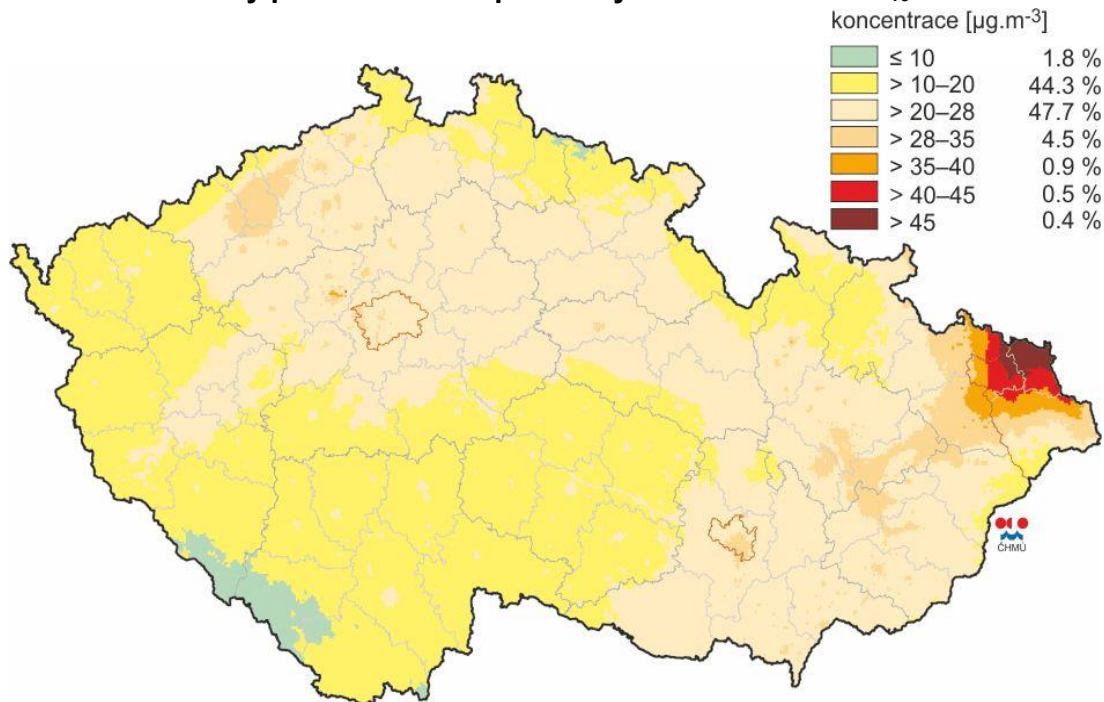 koncentrace [µg.m-3]
≤ 10 1.8 %
> 10–20 44.3 %
> 20–28 47.7 %
> 28–35 4.5 %
> 35–40 0.9 %
> 40–45 0.5 %
> 45 0.4 %
ČHMÚ